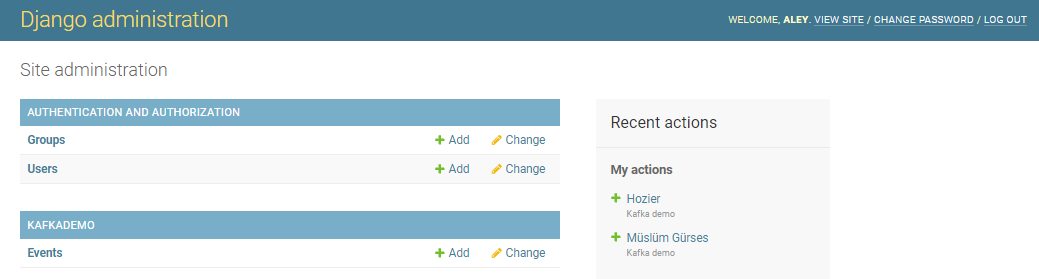 Django administration
WELCOME, ALEY. VIEW SITE / CHANGE PASSWORD / LOG OUT
Site administration
AUTHENTICATION AND AUTHORIZATION
Groups Add Change
Users Add Change
KAFKADEMO
Events Add Change
Recent actions
My actions
Hozier
Kafka demo
Müslüm Gürses
Kafka demo